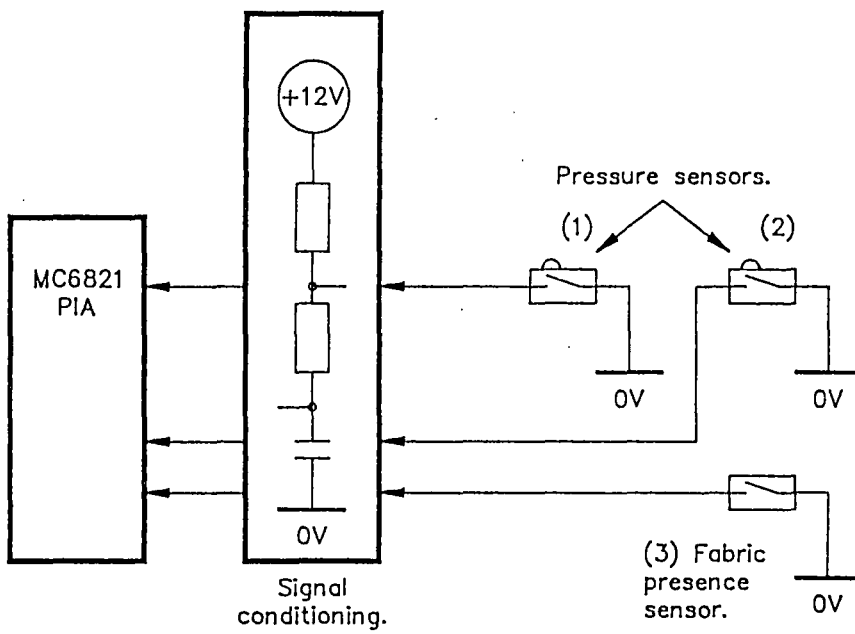 +12V
Pressure sensors.
(1)
(2)
MC6821
PIA
0V
0V
0V
(3) Fabric
presence
sensor.
0V
Signal
conditioning.